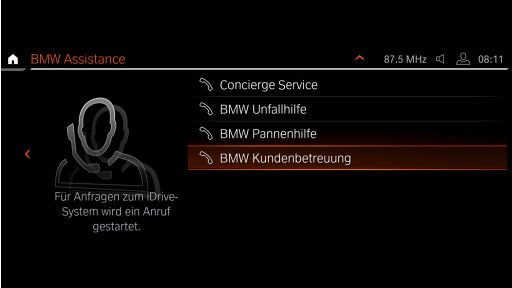 BMW Assistance
87.5 MHz
08:11
Concierge Service
BMW Unfallhilfe
BMW Pannenhilfe
BMW Kundenbetreuung
Für Anfragen zum iDrive-
System wird ein Anruf
gestartet.